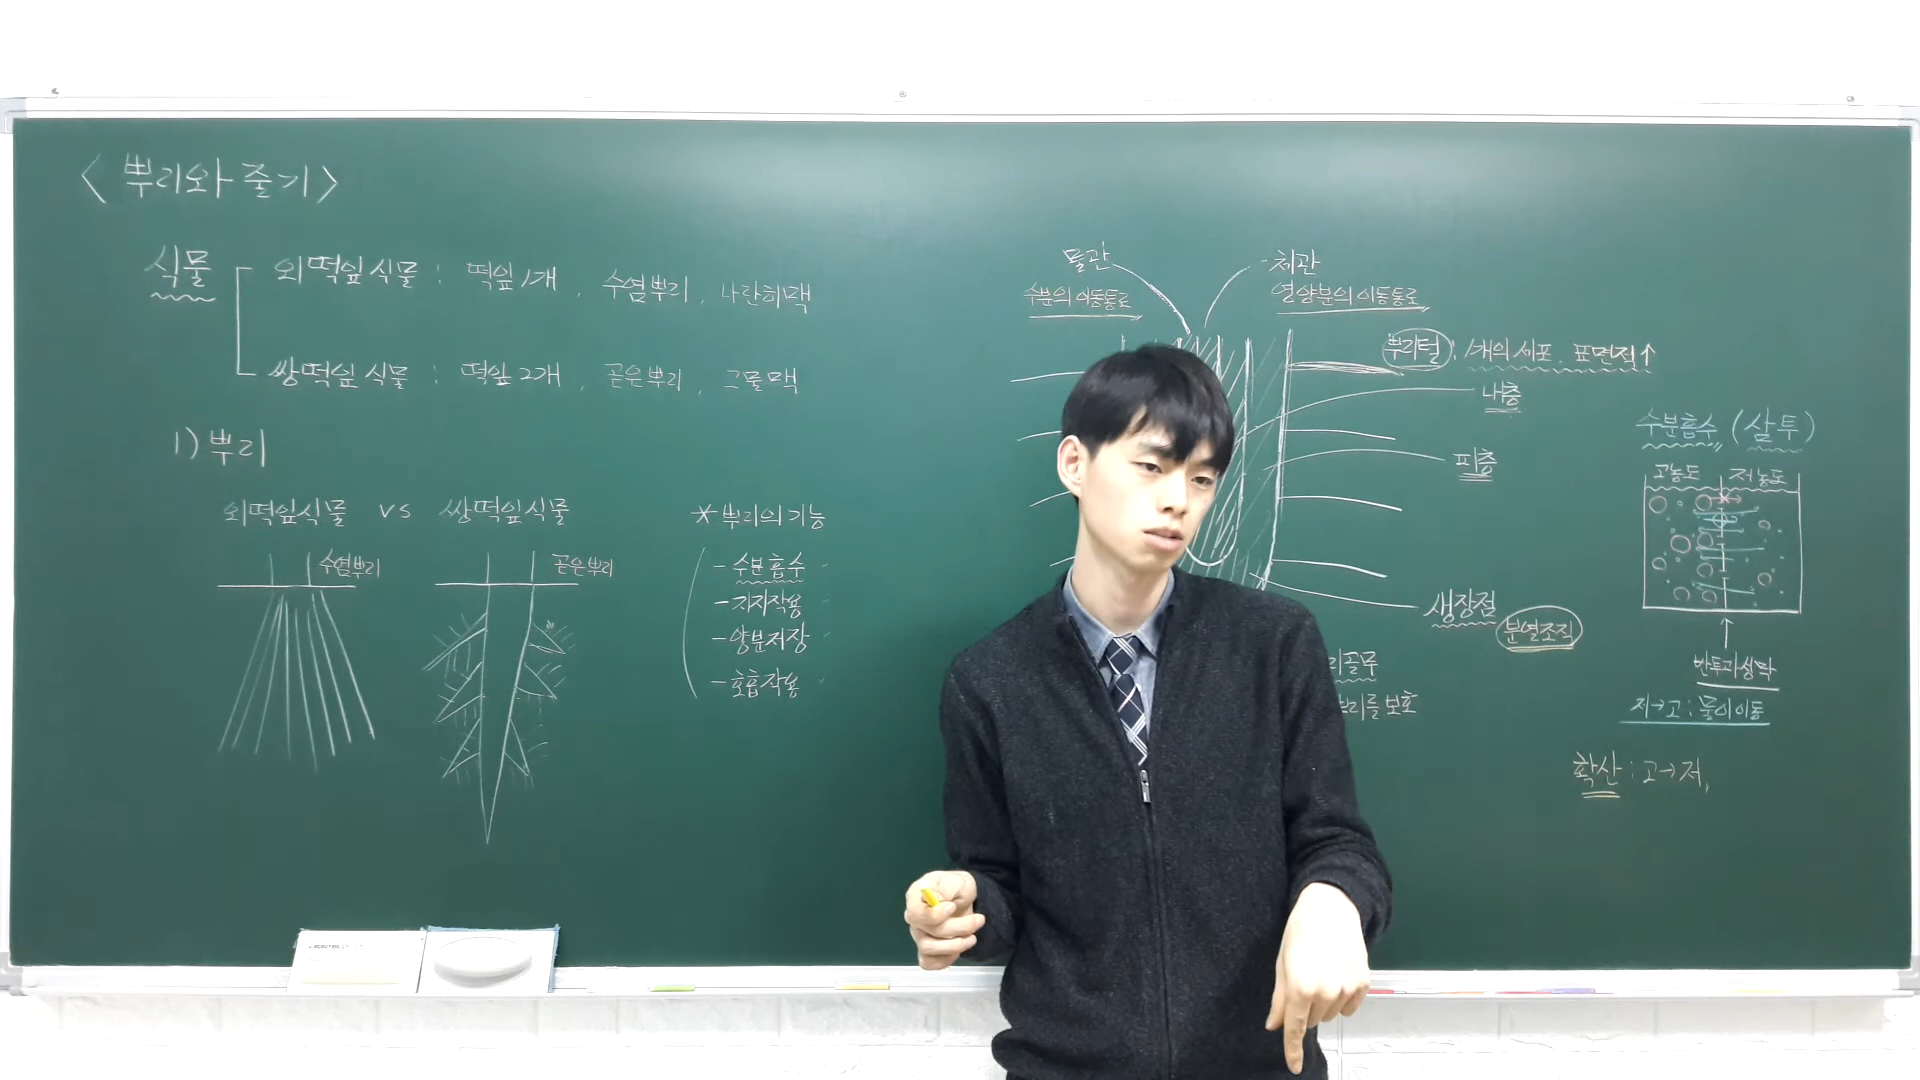 < 뿌리와 줄기 >
식물
외떡잎식물 : 떡잎 1개, 수염뿌리, 나란히맥
쌍떡잎식물 : 떡잎 2개, 곧은뿌리, 그물맥
1) 뿌리
외떡잎식물 vs 쌍떡잎식물
수염뿌리
곧은뿌리
* 뿌리의 기능
- 수분흡수
- 지지작용
- 양분저장
- 호흡작용
물관
수분의 이동통로
체관
영양분의 이동통로
뿌리털 : 1개의 세포, 표면적↑
내층
피층
생장점
분열조직
리골무
뿌리를 보호
수분흡수 (삼투)
고농도 저농도
↑
반투과성막
저→고 : 물이 이동
확산 : 고→저,